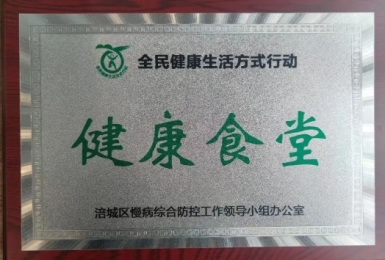 全民健康生活方式行动
健康食堂
涪城区慢病综合防控工作领导小组办公室